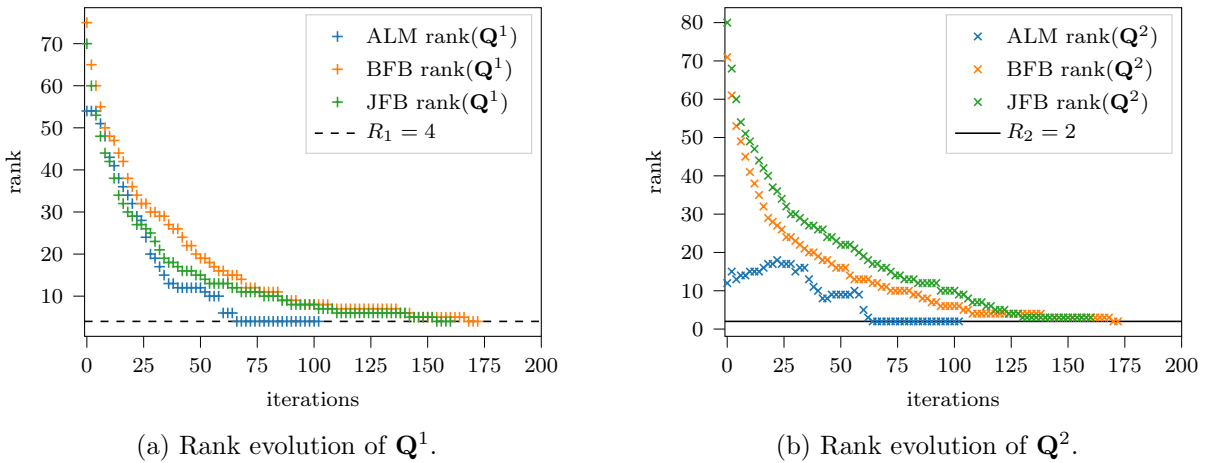 ALM rank(Q¹)
BFB rank(Q¹)
JFB rank(Q¹)
R₁ = 4
rank
70
60
50
40
30
20
10
0 25 50 75 100 125 150 175 200
iterations
(a) Rank evolution of Q¹.
ALM rank(Q²)
BFB rank(Q²)
JFB rank(Q²)
R₂ = 2
rank
80
70
60
50
40
30
20
10
0
0 25 50 75 100 125 150 175 200
iterations
(b) Rank evolution of Q².